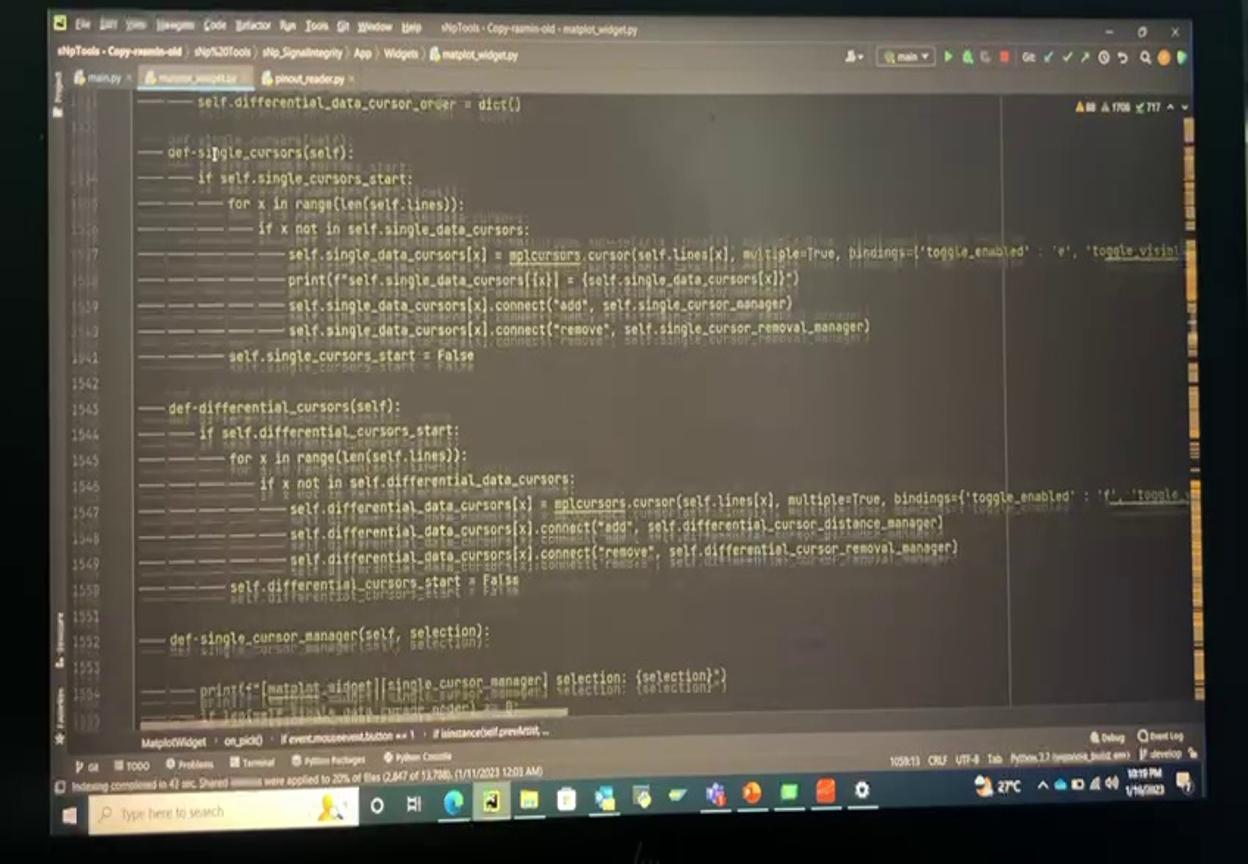 File Edit View Navigate Code Refactor Run Tools Git Window Help sNpTools - Copy-rasmin-old - matplot_widget.py
sNpTools - Copy-rasmin-old sNp%20Tools sNp_SignalIntegrity App Widgets matplot_widget.py main Git:
main.py matplot_widget.py pinout_reader.py
Project
self.differential_data_cursor_order = dict()
88 1708 717
def single_cursors(self):
if self.single_cursors_start:
for x in range(len(self.lines)):
if x not in self.single_data_cursors:
self.single_data_cursors[x] = mplcursors.cursor(self.lines[x], multiple=True, bindings={'toggle_enabled' : 'e', 'toggle_visibl
print(f"self.single_data_cursors[{x}] = {self.single_data_cursors[x]}")
self.single_data_cursors[x].connect("add", self.single_cursor_manager)
self.single_data_cursors[x].connect("remove", self.single_cursor_removal_manager)
1541 self.single_cursors_start = False
1542
1543 def differential_cursors(self):
1544 if self.differential_cursors_start:
1545 for x in range(len(self.lines)):
1546 if x not in self.differential_data_cursors:
1547 self.differential_data_cursors[x] = mplcursors.cursor(self.lines[x], multiple=True, bindings={'toggle_enabled' : 'f', 'toggle_
1548 self.differential_data_cursors[x].connect("add", self.differential_cursor_distance_manager)
1549 self.differential_data_cursors[x].connect("remove", self.differential_cursor_removal_manager)
1550 self.differential_cursors_start = False
1551
1552 def single_cursor_manager(self, selection):
1553
1554 print(f"[matplot_widget][single_cursor_manager] selection: {selection}")
Structure
Favorites
MatplotWidget on_pick() if event.mouseevent.button == 1 if isinstance(self.prevArtist, ...
Git TODO Problems Terminal Python Packages Python Console Debug Event Log
Indexing completed in 42 sec. Shared were applied to 20% of files (2,847 of 13,788). (1/11/2023 12:03 AM) 1059:13 CRLF UTF-8 Tab Python 3.7 develop
Type here to search 27°C 10:19 PM
1/16/2023